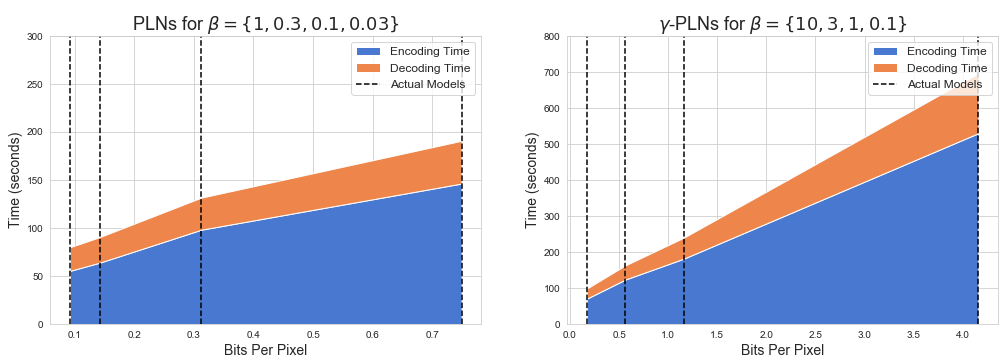 PLNs for β = {1, 0.3, 0.1, 0.03}
Encoding Time
Decoding Time
Actual Models
300
250
200
150
100
50
0
Time (seconds)
0.1 0.2 0.3 0.4 0.5 0.6 0.7
Bits Per Pixel
γ-PLNs for β = {10, 3, 1, 0.1}
Encoding Time
Decoding Time
Actual Models
800
700
600
500
400
300
200
100
0
Time (seconds)
0.0 0.5 1.0 1.5 2.0 2.5 3.0 3.5 4.0
Bits Per Pixel